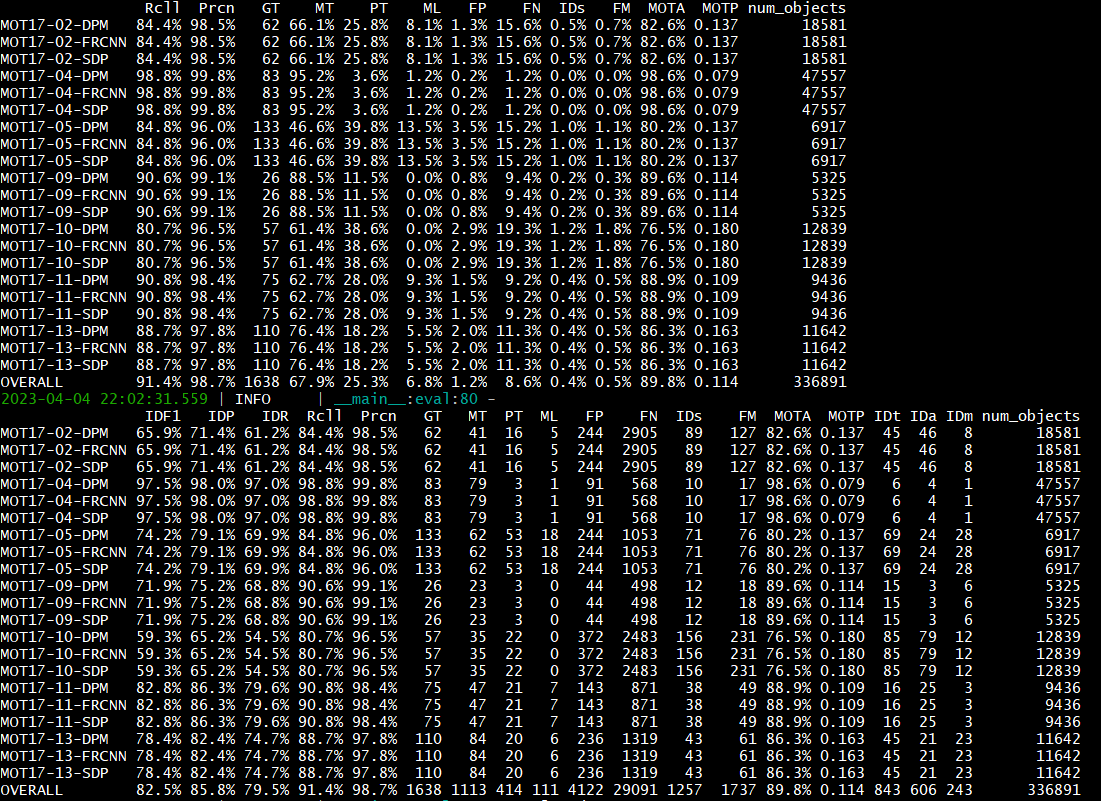 Rcll Prcn GT MT PT ML FP FN IDs FM MOTA MOTP num_objects
MOT17-02-DPM 84.4% 98.5% 62 66.1% 25.8% 8.1% 1.3% 15.6% 0.5% 0.7% 82.6% 0.137 18581
MOT17-02-FRCNN 84.4% 98.5% 62 66.1% 25.8% 8.1% 1.3% 15.6% 0.5% 0.7% 82.6% 0.137 18581
MOT17-02-SDP 84.4% 98.5% 62 66.1% 25.8% 8.1% 1.3% 15.6% 0.5% 0.7% 82.6% 0.137 18581
MOT17-04-DPM 98.8% 99.8% 83 95.2% 3.6% 1.2% 0.2% 1.2% 0.0% 0.0% 98.6% 0.079 47557
MOT17-04-FRCNN 98.8% 99.8% 83 95.2% 3.6% 1.2% 0.2% 1.2% 0.0% 0.0% 98.6% 0.079 47557
MOT17-04-SDP 98.8% 99.8% 83 95.2% 3.6% 1.2% 0.2% 1.2% 0.0% 0.0% 98.6% 0.079 47557
MOT17-05-DPM 84.8% 96.0% 133 46.6% 39.8% 13.5% 3.5% 15.2% 1.0% 1.1% 80.2% 0.137 6917
MOT17-05-FRCNN 84.8% 96.0% 133 46.6% 39.8% 13.5% 3.5% 15.2% 1.0% 1.1% 80.2% 0.137 6917
MOT17-05-SDP 84.8% 96.0% 133 46.6% 39.8% 13.5% 3.5% 15.2% 1.0% 1.1% 80.2% 0.137 6917
MOT17-09-DPM 90.6% 99.1% 26 88.5% 11.5% 0.0% 0.8% 9.4% 0.2% 0.3% 89.6% 0.114 5325
MOT17-09-FRCNN 90.6% 99.1% 26 88.5% 11.5% 0.0% 0.8% 9.4% 0.2% 0.3% 89.6% 0.114 5325
MOT17-09-SDP 90.6% 99.1% 26 88.5% 11.5% 0.0% 0.8% 9.4% 0.2% 0.3% 89.6% 0.114 5325
MOT17-10-DPM 80.7% 96.5% 57 61.4% 38.6% 0.0% 2.9% 19.3% 1.2% 1.8% 76.5% 0.180 12839
MOT17-10-FRCNN 80.7% 96.5% 57 61.4% 38.6% 0.0% 2.9% 19.3% 1.2% 1.8% 76.5% 0.180 12839
MOT17-10-SDP 80.7% 96.5% 57 61.4% 38.6% 0.0% 2.9% 19.3% 1.2% 1.8% 76.5% 0.180 12839
MOT17-11-DPM 90.8% 98.4% 75 62.7% 28.0% 9.3% 1.5% 9.2% 0.4% 0.5% 88.9% 0.109 9436
MOT17-11-FRCNN 90.8% 98.4% 75 62.7% 28.0% 9.3% 1.5% 9.2% 0.4% 0.5% 88.9% 0.109 9436
MOT17-11-SDP 90.8% 98.4% 75 62.7% 28.0% 9.3% 1.5% 9.2% 0.4% 0.5% 88.9% 0.109 9436
MOT17-13-DPM 88.7% 97.8% 110 76.4% 18.2% 5.5% 2.0% 11.3% 0.4% 0.5% 86.3% 0.163 11642
MOT17-13-FRCNN 88.7% 97.8% 110 76.4% 18.2% 5.5% 2.0% 11.3% 0.4% 0.5% 86.3% 0.163 11642
MOT17-13-SDP 88.7% 97.8% 110 76.4% 18.2% 5.5% 2.0% 11.3% 0.4% 0.5% 86.3% 0.163 11642
OVERALL 91.4% 98.7% 1638 67.9% 25.3% 6.8% 1.2% 8.6% 0.4% 0.5% 89.8% 0.114 336891
2023-04-04 22:02:31.559 | INFO | __main__:eval:80 -
IDF1 IDP IDR Rcll Prcn GT MT PT ML FP FN IDs FM MOTA MOTP IDt IDa IDm num_objects
MOT17-02-DPM 65.9% 71.4% 61.2% 84.4% 98.5% 62 41 16 5 244 2905 89 127 82.6% 0.137 45 46 8 18581
MOT17-02-FRCNN 65.9% 71.4% 61.2% 84.4% 98.5% 62 41 16 5 244 2905 89 127 82.6% 0.137 45 46 8 18581
MOT17-02-SDP 65.9% 71.4% 61.2% 84.4% 98.5% 62 41 16 5 244 2905 89 127 82.6% 0.137 45 46 8 18581
MOT17-04-DPM 97.5% 98.0% 97.0% 98.8% 99.8% 83 79 3 1 91 568 10 17 98.6% 0.079 6 4 1 47557
MOT17-04-FRCNN 97.5% 98.0% 97.0% 98.8% 99.8% 83 79 3 1 91 568 10 17 98.6% 0.079 6 4 1 47557
MOT17-04-SDP 97.5% 98.0% 97.0% 98.8% 99.8% 83 79 3 1 91 568 10 17 98.6% 0.079 6 4 1 47557
MOT17-05-DPM 74.2% 79.1% 69.9% 84.8% 96.0% 133 62 53 18 244 1053 71 76 80.2% 0.137 69 24 28 6917
MOT17-05-FRCNN 74.2% 79.1% 69.9% 84.8% 96.0% 133 62 53 18 244 1053 71 76 80.2% 0.137 69 24 28 6917
MOT17-05-SDP 74.2% 79.1% 69.9% 84.8% 96.0% 133 62 53 18 244 1053 71 76 80.2% 0.137 69 24 28 6917
MOT17-09-DPM 71.9% 75.2% 68.8% 90.6% 99.1% 26 23 3 0 44 498 12 18 89.6% 0.114 15 3 6 5325
MOT17-09-FRCNN 71.9% 75.2% 68.8% 90.6% 99.1% 26 23 3 0 44 498 12 18 89.6% 0.114 15 3 6 5325
MOT17-09-SDP 71.9% 75.2% 68.8% 90.6% 99.1% 26 23 3 0 44 498 12 18 89.6% 0.114 15 3 6 5325
MOT17-10-DPM 59.3% 65.2% 54.5% 80.7% 96.5% 57 35 22 0 372 2483 156 231 76.5% 0.180 85 79 12 12839
MOT17-10-FRCNN 59.3% 65.2% 54.5% 80.7% 96.5% 57 35 22 0 372 2483 156 231 76.5% 0.180 85 79 12 12839
MOT17-10-SDP 59.3% 65.2% 54.5% 80.7% 96.5% 57 35 22 0 372 2483 156 231 76.5% 0.180 85 79 12 12839
MOT17-11-DPM 82.8% 86.3% 79.6% 90.8% 98.4% 75 47 21 7 143 871 38 49 88.9% 0.109 16 25 3 9436
MOT17-11-FRCNN 82.8% 86.3% 79.6% 90.8% 98.4% 75 47 21 7 143 871 38 49 88.9% 0.109 16 25 3 9436
MOT17-11-SDP 82.8% 86.3% 79.6% 90.8% 98.4% 75 47 21 7 143 871 38 49 88.9% 0.109 16 25 3 9436
MOT17-13-DPM 78.4% 82.4% 74.7% 88.7% 97.8% 110 84 20 6 236 1319 43 61 86.3% 0.163 45 21 23 11642
MOT17-13-FRCNN 78.4% 82.4% 74.7% 88.7% 97.8% 110 84 20 6 236 1319 43 61 86.3% 0.163 45 21 23 11642
MOT17-13-SDP 78.4% 82.4% 74.7% 88.7% 97.8% 110 84 20 6 236 1319 43 61 86.3% 0.163 45 21 23 11642
OVERALL 82.5% 85.8% 79.5% 91.4% 98.7% 1638 1113 414 111 4122 29091 1257 1737 89.8% 0.114 843 606 243 336891